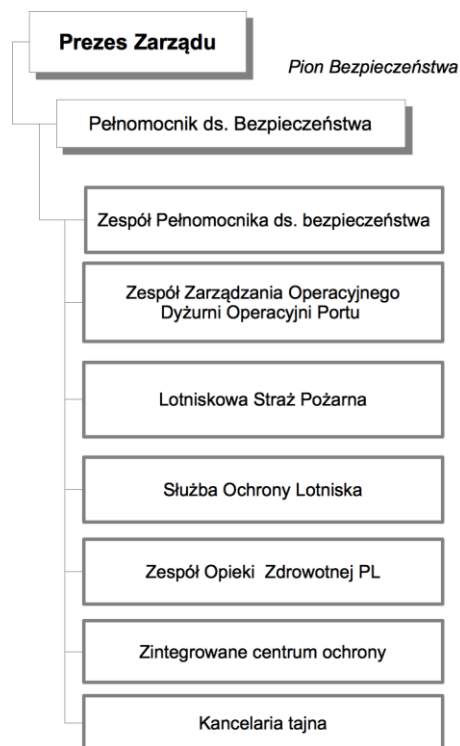 Prezes Zarządu
Pion Bezpieczeństwa
Pełnomocnik ds. Bezpieczeństwa
Zespół Pełnomocnika ds. bezpieczeństwa
Zespół Zarządzania Operacyjnego
Dyżurni Operacyjni Portu
Lotniskowa Straż Pożarna
Służba Ochrony Lotniska
Zespół Opieki Zdrowotnej PL
Zintegrowane centrum ochrony
Kancelaria tajna